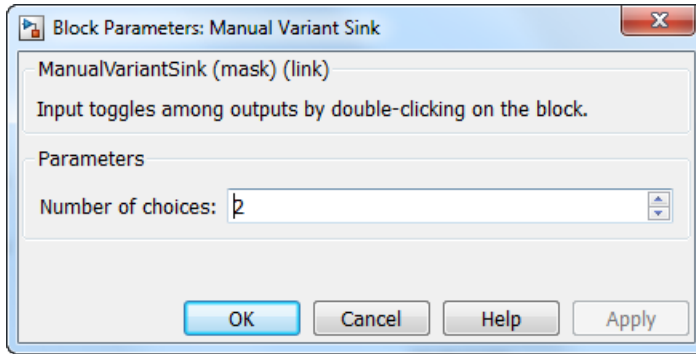 Block Parameters: Manual Variant Sink
ManualVariantSink (mask) (link)
Input toggles among outputs by double-clicking on the block.
Parameters
Number of choices: 2
OK Cancel Help Apply